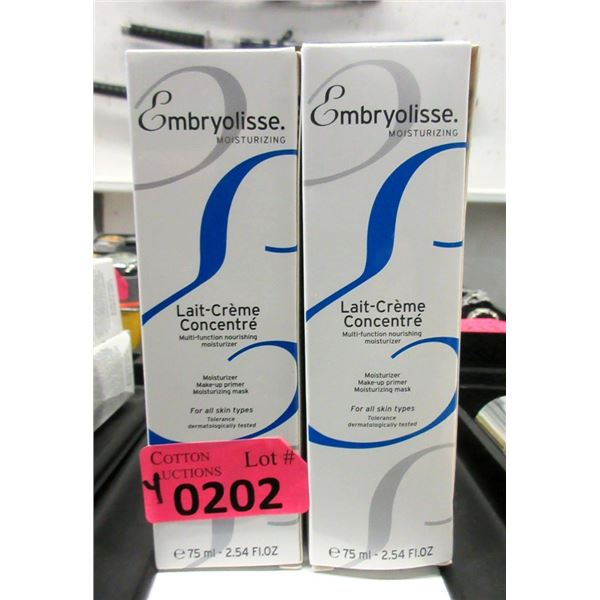 Embryolisse.
MOISTURIZING
Lait-Crème
Concentré
Multi-function nourishing
moisturizer
Moisturizer
Make-up primer
Moisturizing mask
For all skin types
Tolerance
dermatologically tested
COTTON Lot #
AUCTIONS
4 0202
e 75 ml - 2.54 Fl.OZ
Embryolisse.
MOISTURIZING
Lait-Crème
Concentré
Multi-function nourishing
moisturizer
Moisturizer
Make-up primer
Moisturizing mask
For all skin types
Tolerance
dermatologically tested
e 75 ml - 2.54 Fl.OZ